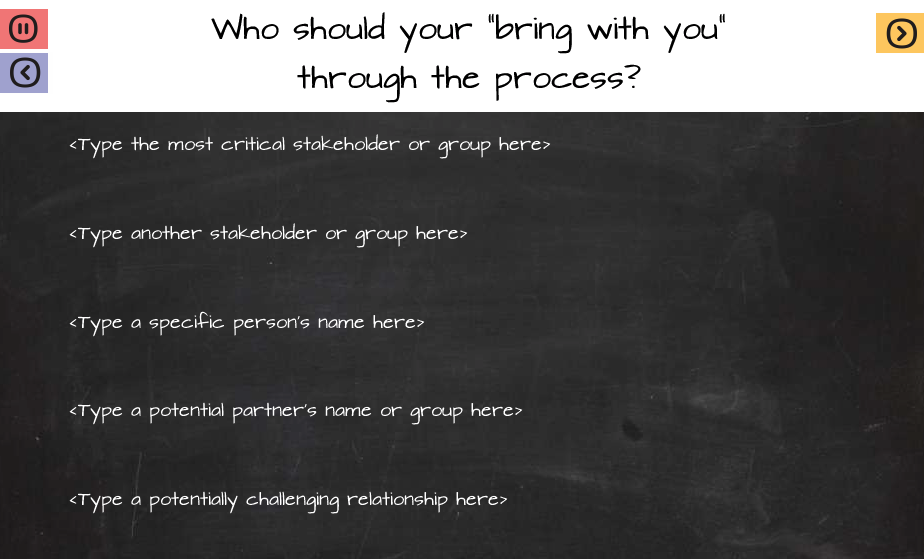 Who should your "bring with you"
through the process?
<Type the most critical stakeholder or group here>
<Type another stakeholder or group here>
<Type a specific person's name here>
<Type a potential partner's name or group here>
<Type a potentially challenging relationship here>